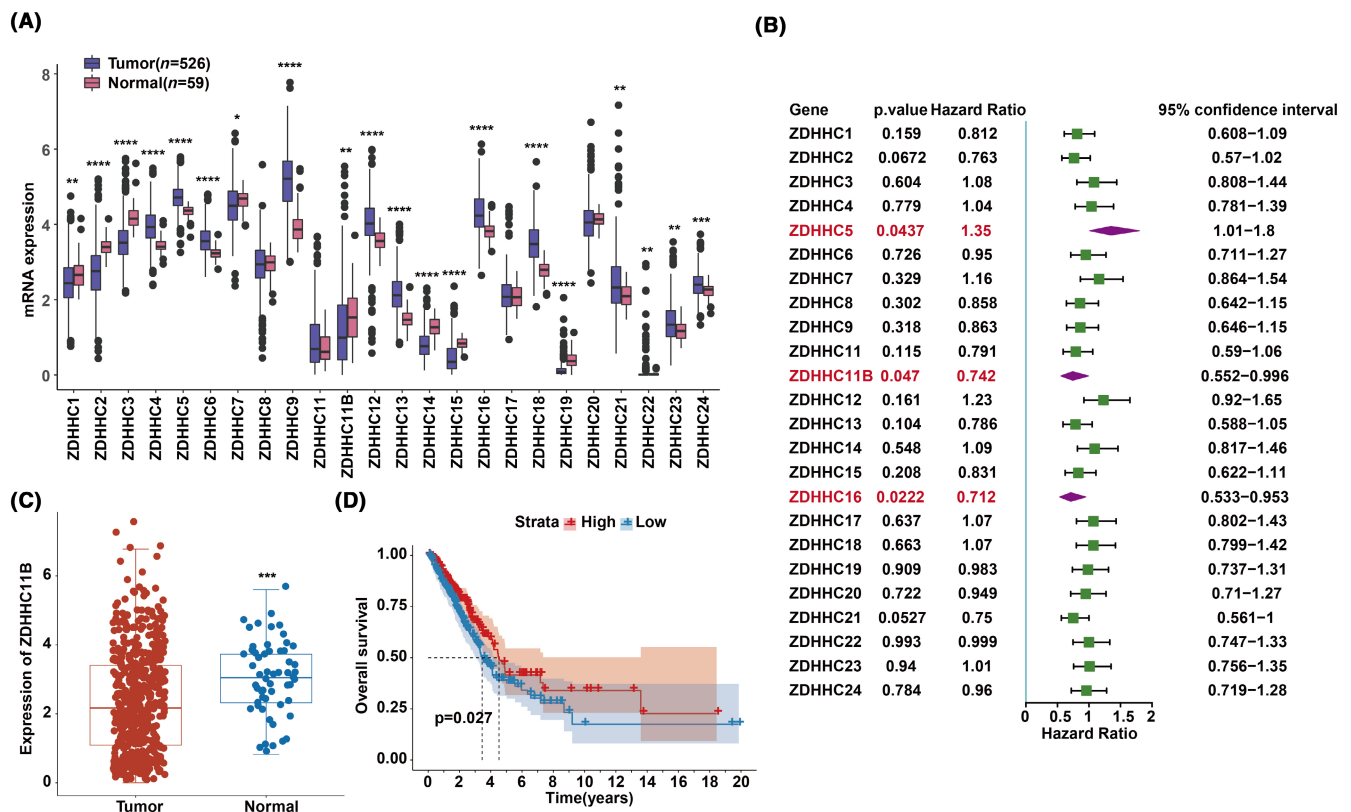 (A)
Tumor(n=526)
Normal(n=59)
mRNA expression
8
6
4
2
0
** **** **** **** **** **** * **** ** **** **** **** **** **** **** **** ** ** ** ***
ZDHHC1
ZDHHC2
ZDHHC3
ZDHHC4
ZDHHC5
ZDHHC6
ZDHHC7
ZDHHC8
ZDHHC9
ZDHHC11
ZDHHC11B
ZDHHC12
ZDHHC13
ZDHHC14
ZDHHC15
ZDHHC16
ZDHHC17
ZDHHC18
ZDHHC19
ZDHHC20
ZDHHC21
ZDHHC22
ZDHHC23
ZDHHC24
(B)
Gene p.value Hazard Ratio 95% confidence interval
ZDHHC1 0.159 0.812 0.608−1.09
ZDHHC2 0.0672 0.763 0.57−1.02
ZDHHC3 0.604 1.08 0.808−1.44
ZDHHC4 0.779 1.04 0.781−1.39
ZDHHC5 0.0437 1.35 1.01−1.8
ZDHHC6 0.726 0.95 0.711−1.27
ZDHHC7 0.329 1.16 0.864−1.54
ZDHHC8 0.302 0.858 0.642−1.15
ZDHHC9 0.318 0.863 0.646−1.15
ZDHHC11 0.115 0.791 0.59−1.06
ZDHHC11B 0.047 0.742 0.552−0.996
ZDHHC12 0.161 1.23 0.92−1.65
ZDHHC13 0.104 0.786 0.588−1.05
ZDHHC14 0.548 1.09 0.817−1.46
ZDHHC15 0.208 0.831 0.622−1.11
ZDHHC16 0.0222 0.712 0.533−0.953
ZDHHC17 0.637 1.07 0.802−1.43
ZDHHC18 0.663 1.07 0.799−1.42
ZDHHC19 0.909 0.983 0.737−1.31
ZDHHC20 0.722 0.949 0.71−1.27
ZDHHC21 0.0527 0.75 0.561−1
ZDHHC22 0.993 0.999 0.747−1.33
ZDHHC23 0.94 1.01 0.756−1.35
ZDHHC24 0.784 0.96 0.719−1.28
0 0.5 1 1.5 2
Hazard Ratio
(C)
Expression of ZDHHC11B
6
4
2
0
***
Tumor Normal
(D)
Strata High Low
Overall survival
1.00
0.75
0.50
0.25
0.00
p=0.027
0 2 4 6 8 10 12 14 16 18 20
Time(years)